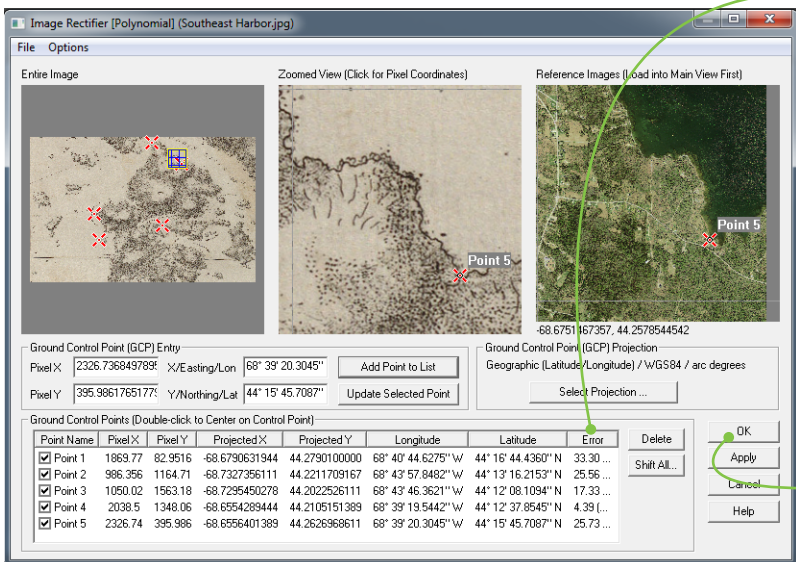 Image Rectifier [Polynomial] (Southeast Harbor.jpg)
File Options
Entire Image
Zoomed View (Click for Pixel Coordinates)
Reference Images (Load into Main View First)
Point 5
Point 5
-68.6751467357, 44.2578544542
Ground Control Point (GCP) Entry
Pixel X 2326.7368497895 X/Easting/Lon 68° 39' 20.3045" Add Point to List
Pixel Y 395.9861765177 Y/Northing/Lat 44° 15' 45.7087" Update Selected Point
Ground Control Point (GCP) Projection
Geographic (Latitude/Longitude) / WGS84 / arc degrees
Select Projection ...
Ground Control Points (Double-click to Center on Control Point)
Point Name Pixel X Pixel Y Projected X Projected Y Longitude Latitude Error
Point 1 1869.77 82.9516 -68.6790631944 44.2790100000 68° 40' 44.6275" W 44° 16' 44.4360" N 33.30 ...
Point 2 986.356 1164.71 -68.7327356111 44.2211709167 68° 43' 57.8482" W 44° 13' 16.2153" N 25.56 ...
Point 3 1050.02 1563.18 -68.7295450278 44.2022526111 68° 43' 46.3621" W 44° 12' 08.1094" N 17.33 ...
Point 4 2038.5 1348.06 -68.6554289444 44.2105151389 68° 39' 19.5442" W 44° 12' 37.8545" N 4.39 (...
Point 5 2326.74 395.986 -68.6556401389 44.2626968611 68° 39' 20.3045" W 44° 15' 45.7087" N 25.73 ...
Delete
Shift All...
OK
Apply
Cancel
Help